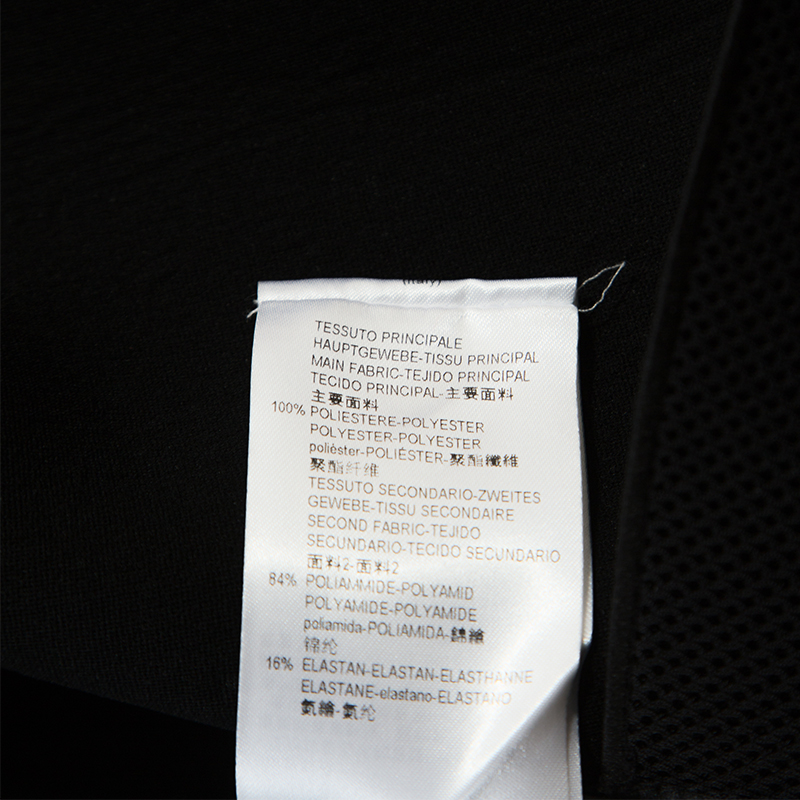 (Italy)
TESSUTO PRINCIPALE
HAUPTGEWEBE-TISSU PRINCIPAL
MAIN FABRIC-TEJIDO PRINCIPAL
TECIDO PRINCIPAL-主要面料
主要面料
100% POLIESTERE-POLYESTER
POLYESTER-POLYESTER
poliéster-POLIÉSTER-聚酯纖維
聚酯纤维
TESSUTO SECONDARIO-ZWEITES
GEWEBE-TISSU SECONDAIRE
SECOND FABRIC-TEJIDO
SECUNDARIO-TECIDO SECUNDARIO
面料2-面料2
84% POLIAMMIDE-POLYAMID
POLYAMIDE-POLYAMIDE
poliamida-POLIAMIDA-錦綸
锦纶
16% ELASTAN-ELASTAN-ELASTHANNE
ELASTANE-elastano-ELASTANO
氨綸-氨纶